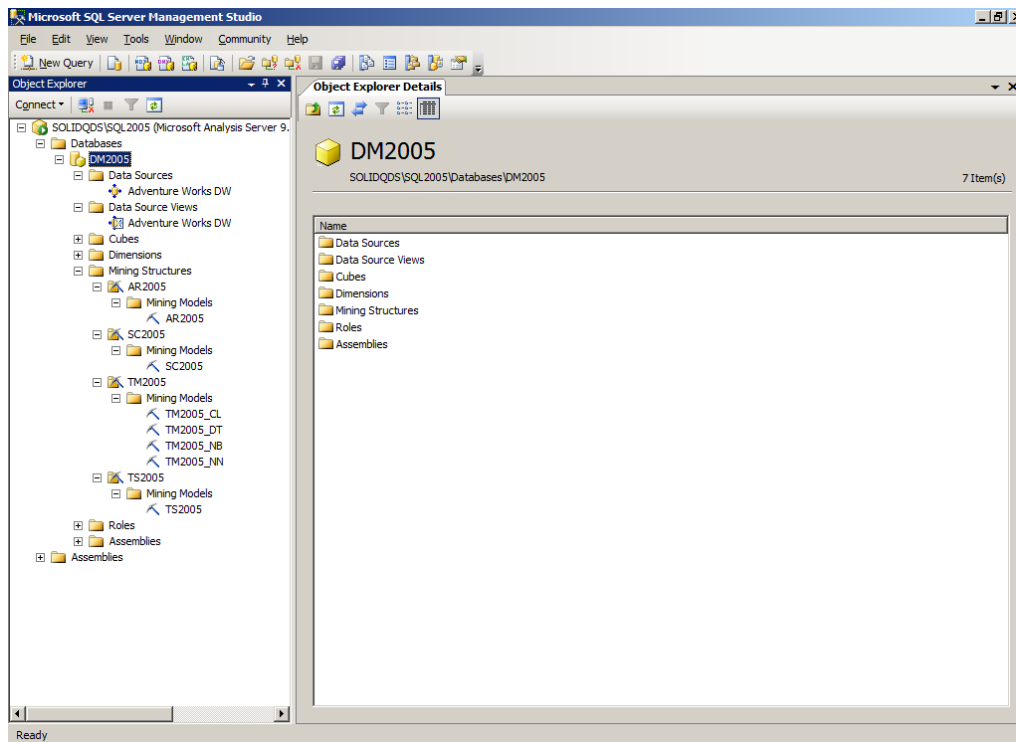 Microsoft SQL Server Management Studio
File Edit View Tools Window Community Help
New Query
Object Explorer
Connect
SOLIDQDS\SQL2005 (Microsoft Analysis Server 9.
Databases
DM2005
Data Sources
Adventure Works DW
Data Source Views
Adventure Works DW
Cubes
Dimensions
Mining Structures
AR2005
Mining Models
AR2005
SC2005
Mining Models
SC2005
TM2005
Mining Models
TM2005_CL
TM2005_DT
TM2005_NB
TM2005_NN
TS2005
Mining Models
TS2005
Roles
Assemblies
Assemblies
Object Explorer Details
DM2005
SOLIDQDS\SQL2005\Databases\DM2005
7 Item(s)
Name
Data Sources
Data Source Views
Cubes
Dimensions
Mining Structures
Roles
Assemblies
Ready